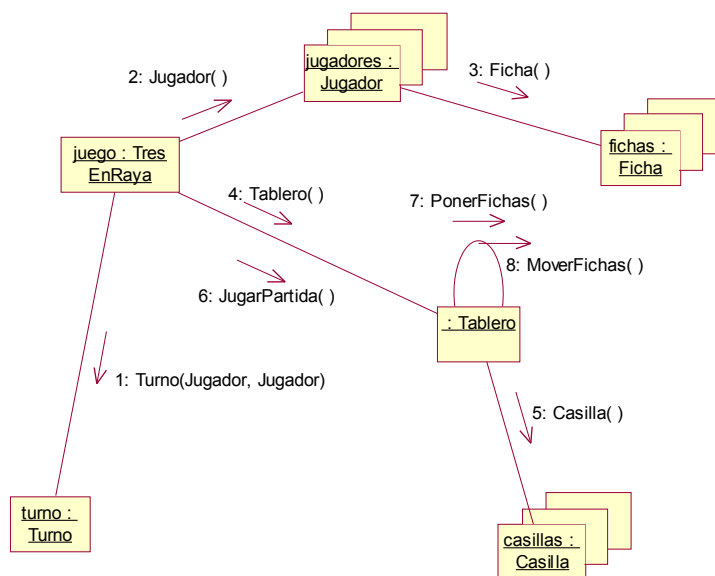 jugadores :
Jugador
2: Jugador( )
3: Ficha( )
juego : Tres
EnRaya
fichas :
Ficha
4: Tablero( )
7: PonerFichas( )
8: MoverFichas( )
6: JugarPartida( )
: Tablero
1: Turno(Jugador, Jugador)
5: Casilla( )
turno :
Turno
casillas :
Casilla